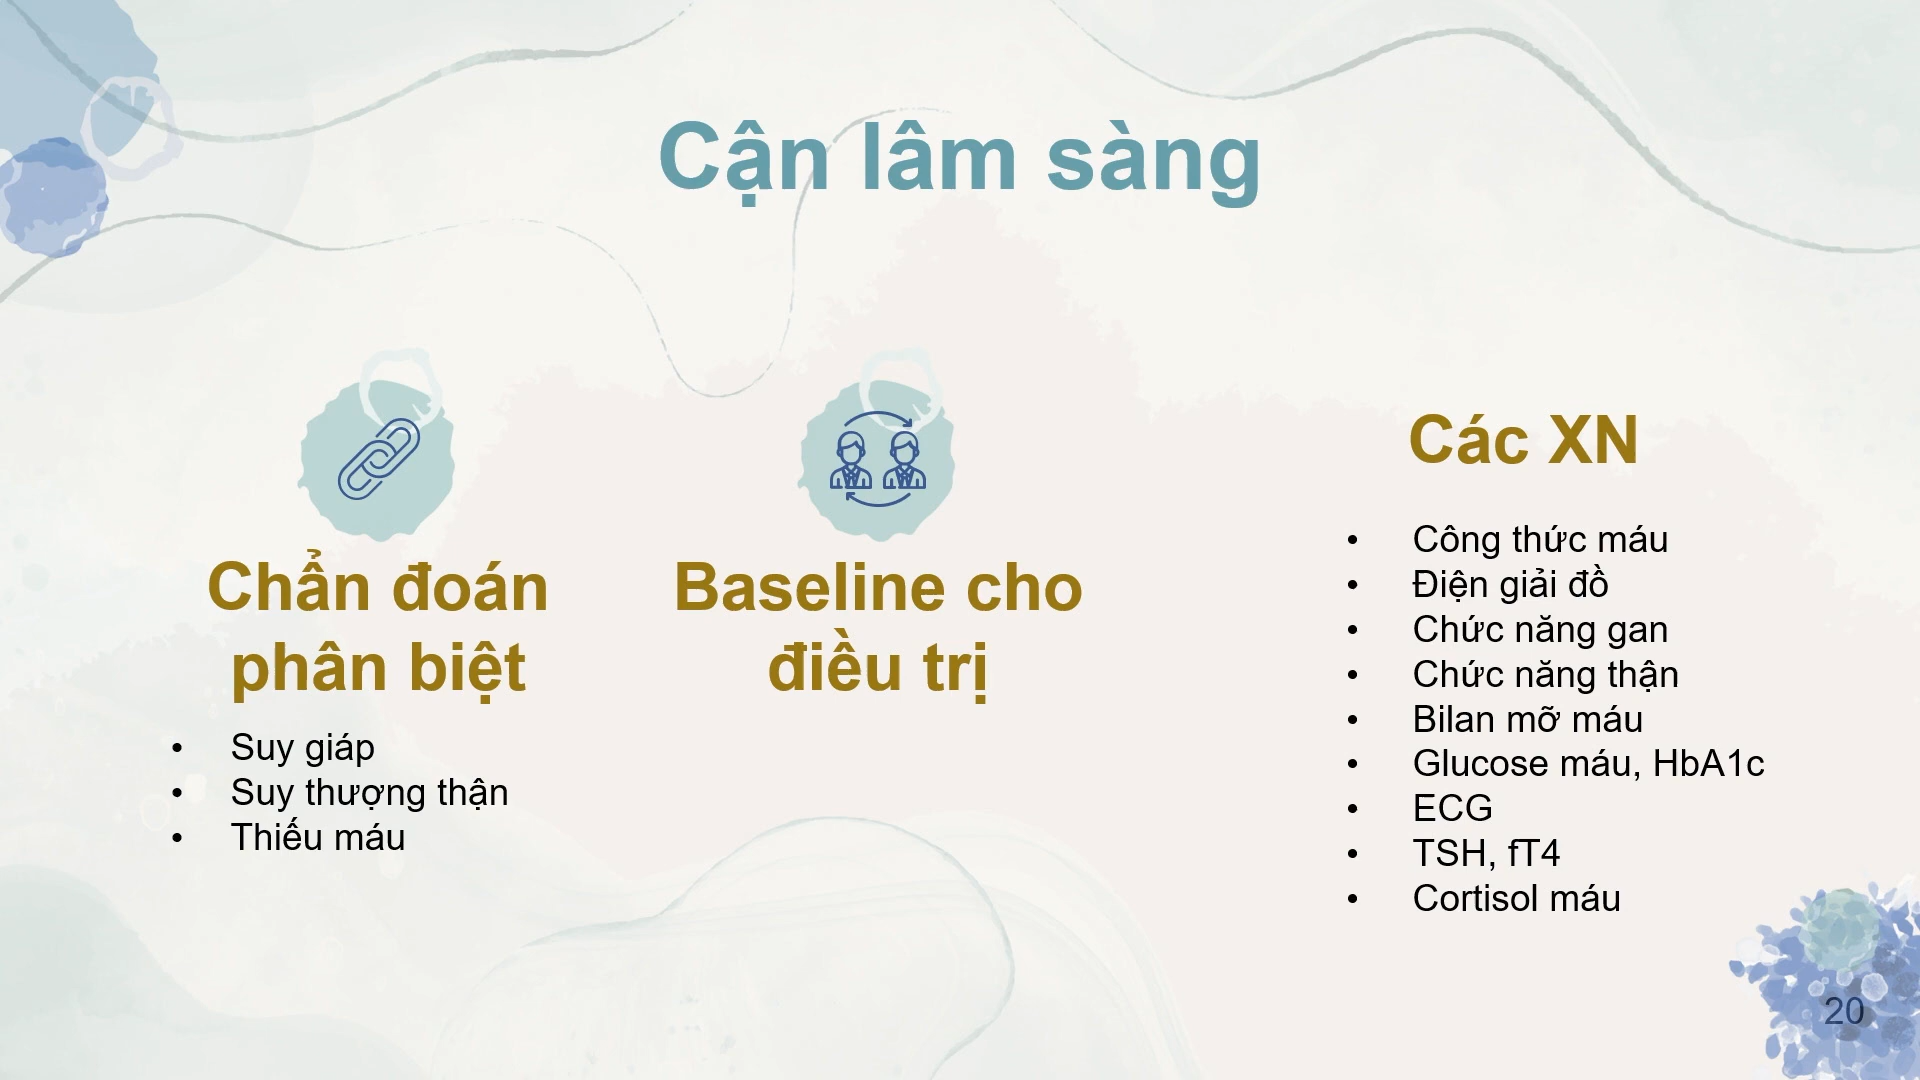 Cận lâm sàng
Chẩn đoán
phân biệt
• Suy giáp
• Suy thượng thận
• Thiếu máu
Baseline cho
điều trị
Các XN
• Công thức máu
• Điện giải đồ
• Chức năng gan
• Chức năng thận
• Bilan mỡ máu
• Glucose máu, HbA1c
• ECG
• TSH, fT4
• Cortisol máu
20